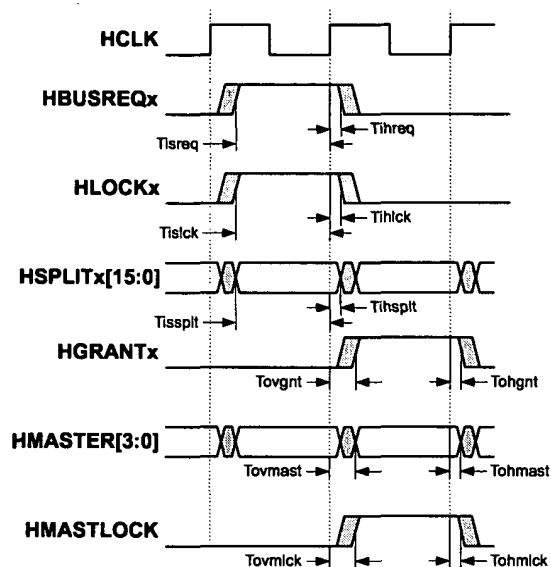 HCLK
HBUSREQx
Tihreq
Tisreq
HLOCKx
Tihlck
Tislck
HSPLITx[15:0]
Tihsplt
Tissplt
HGRANTx
Tovgnt
Tohgnt
HMASTER[3:0]
Tovmast
Tohmast
HMASTLOCK
Tovmlck
Tohmlck